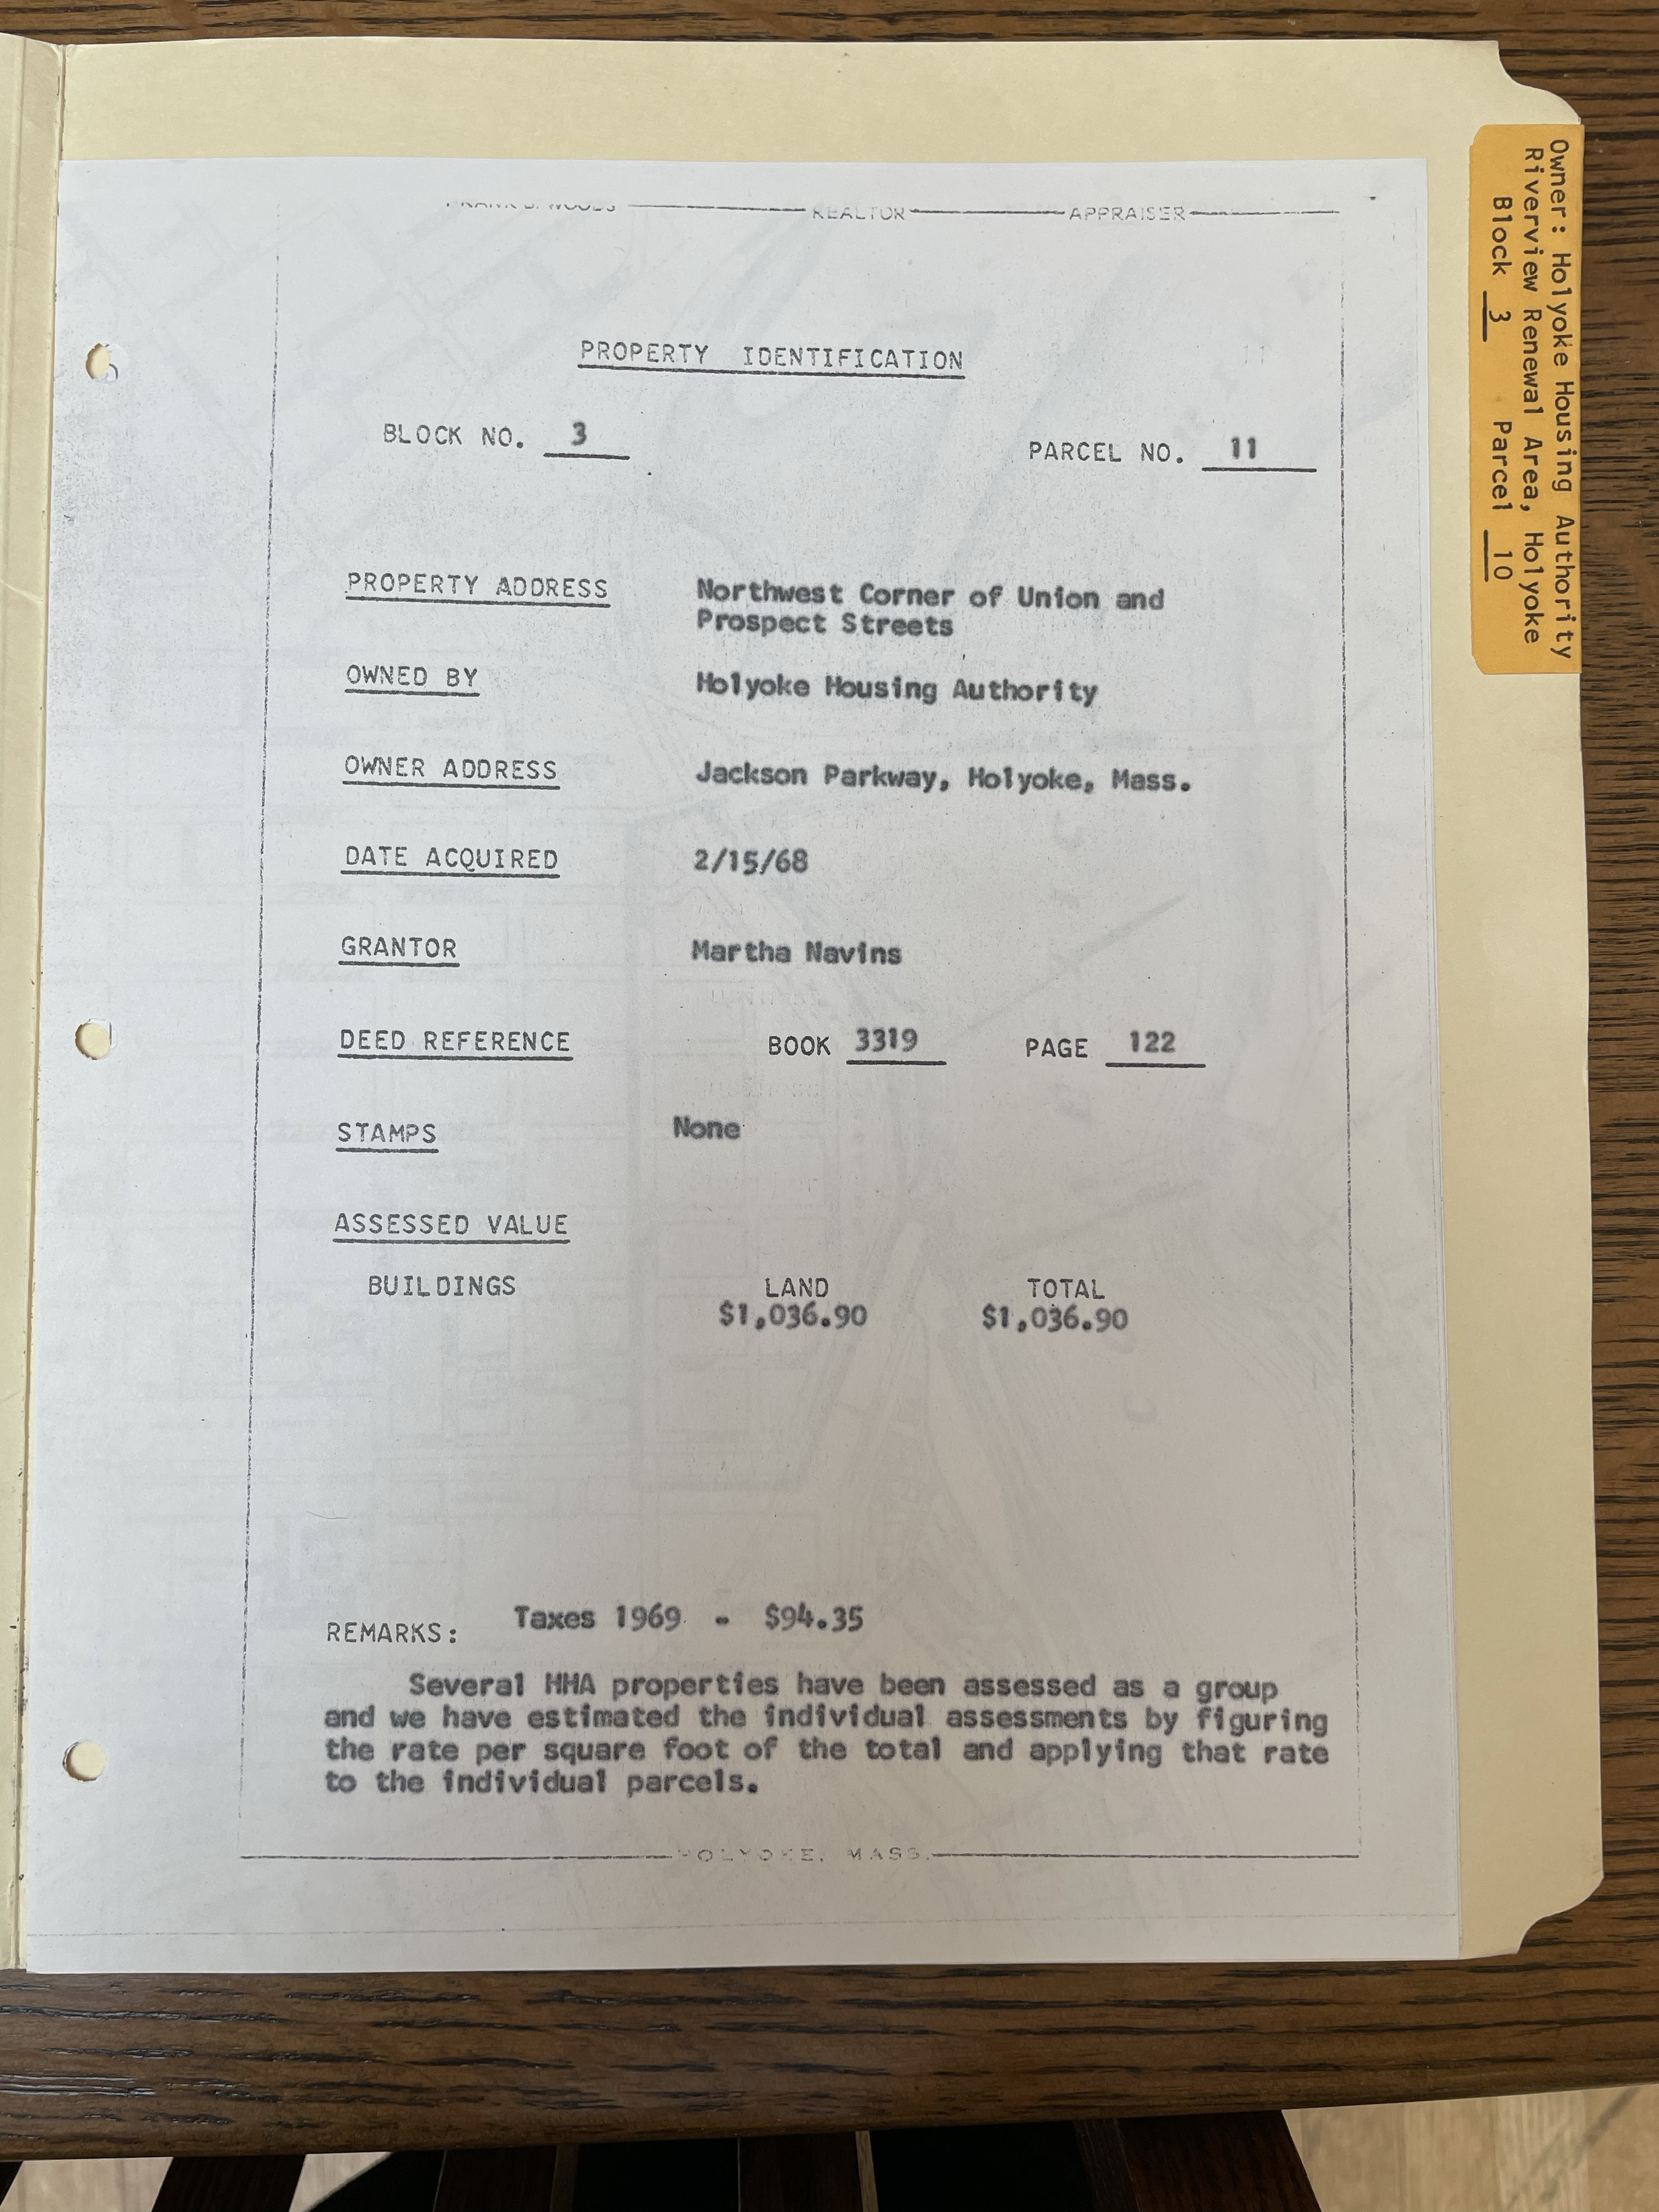 FRANK D. WOODS REALTOR APPRAISER
PROPERTY IDENTIFICATION
BLOCK NO. 3 PARCEL NO. 11
PROPERTY ADDRESS Northwest Corner of Union and
Prospect Streets
OWNED BY Holyoke Housing Authority
OWNER ADDRESS Jackson Parkway, Holyoke, Mass.
DATE ACQUIRED 2/15/68
GRANTOR Martha Navins
DEED REFERENCE BOOK 3319 PAGE 122
STAMPS None
ASSESSED VALUE
BUILDINGS LAND TOTAL
$1,036.90 $1,036.90
REMARKS: Taxes 1969 - $94.35
Several HHA properties have been assessed as a group
and we have estimated the individual assessments by figuring
the rate per square foot of the total and applying that rate
to the individual parcels.
HOLYOKE, MASS.
Owner: Holyoke Housing Authority
Riverview Renewal Area, Holyoke
Block 3 Parcel 10